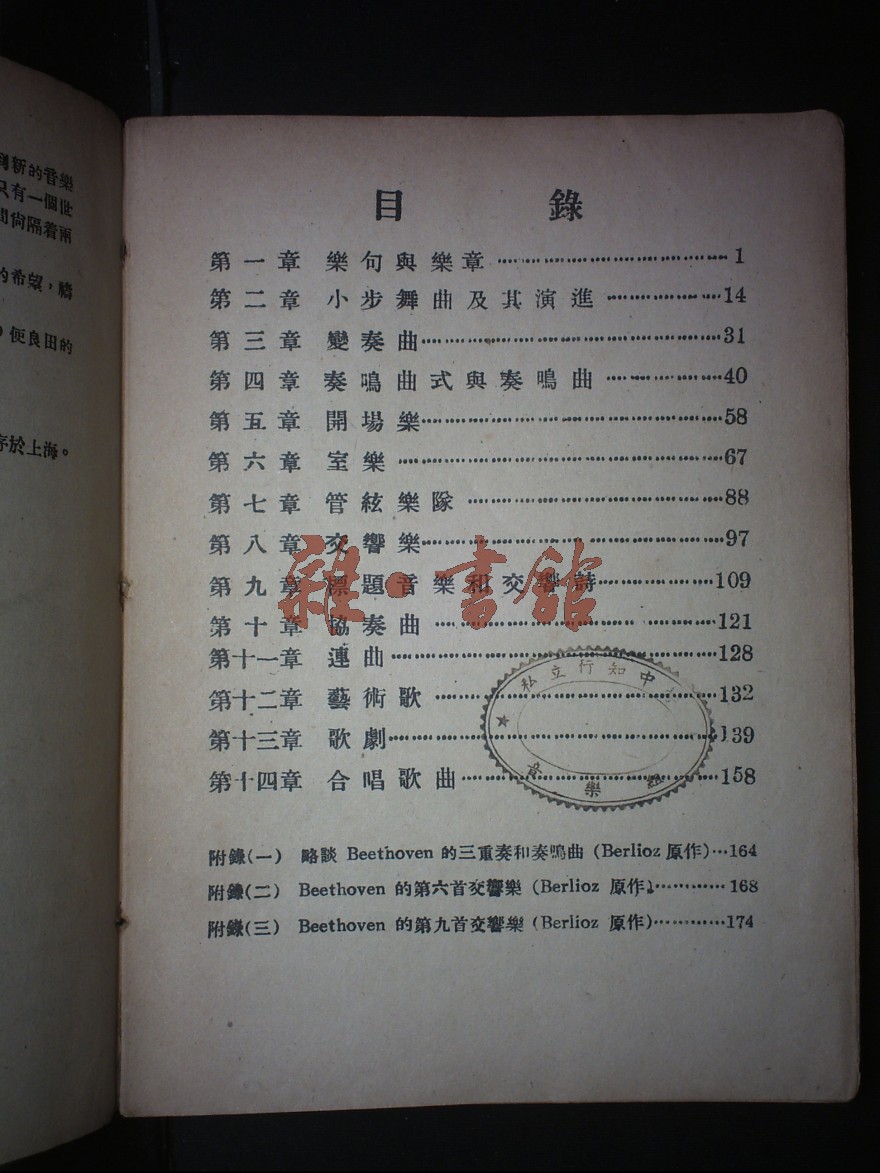 到新的音樂
只有一個世
尙隔着兩
的希望,
便良田的
序於上海。
目 錄
第一章 樂句與樂章 1
第二章 小步舞曲及其演進 14
第三章 變奏曲 31
第四章 奏鳴曲式與奏鳴曲 40
第五章 開場樂 58
第六章 室樂 67
第七章 管絃樂隊 88
第八章 交響樂 97
第九章 標題音樂和交響詩 109
第十章 協奏曲 121
第十一章 連曲 128
第十二章 藝術歌 132
第十三章 歌劇 139
第十四章 合唱歌曲 158
附錄(一) 略談 Beethoven 的三重奏和奏鳴曲 (Berlioz 原作) 164
附錄(二) Beethoven 的第六首交響樂 (Berlioz 原作) 168
附錄(三) Beethoven 的第九首交響樂 (Berlioz 原作) 174
雜·書館
私立行知中
音樂